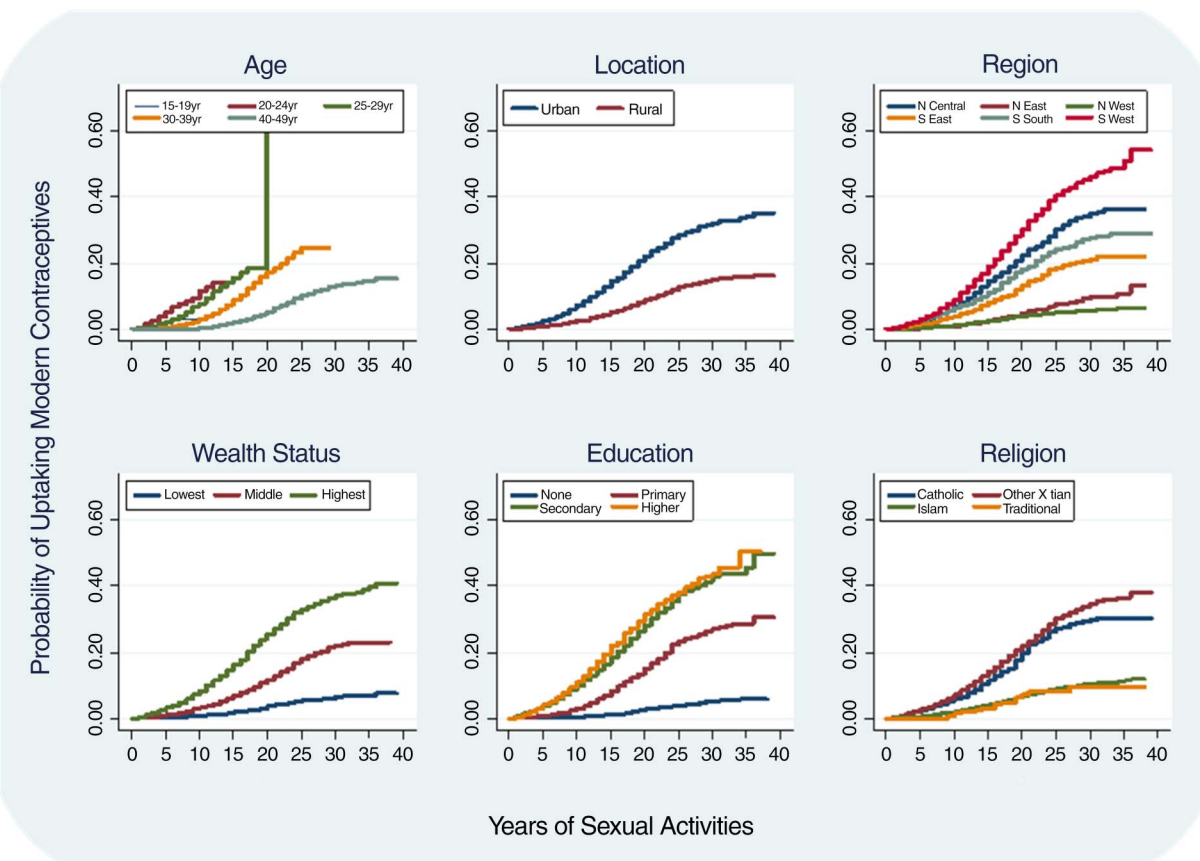 Probability of Uptaking Modern Contraceptives
Age
15-19yr 20-24yr 25-29yr
30-39yr 40-49yr
0.60
0.40
0.20
0.00
0 5 10 15 20 25 30 35 40
Location
Urban Rural
0.60
0.40
0.20
0.00
0 5 10 15 20 25 30 35 40
Region
N Central N East N West
S East S South S West
0.60
0.40
0.20
0.00
0 5 10 15 20 25 30 35 40
Wealth Status
Lowest Middle Highest
0.60
0.40
0.20
0.00
0 5 10 15 20 25 30 35 40
Education
None Primary
Secondary Higher
0.60
0.40
0.20
0.00
0 5 10 15 20 25 30 35 40
Religion
Catholic Other X tian
Islam Traditional
0.60
0.40
0.20
0.00
0 5 10 15 20 25 30 35 40
Years of Sexual Activities